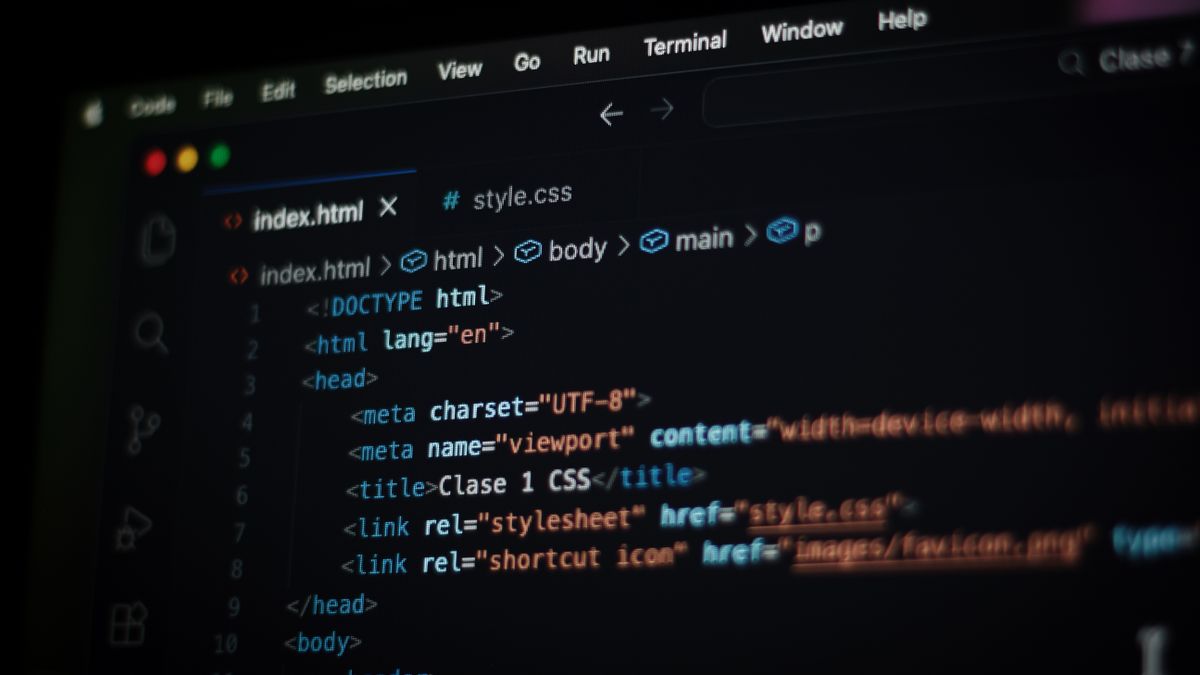 Code File Edit Selection View Go Run Terminal Window Help
Clase 7
index.html # style.css
index.html > html > body > main > p
1 <!DOCTYPE html>
2 <html lang="en">
3 <head>
4 <meta charset="UTF-8">
5 <meta name="viewport" content="width=device-width, initia
6 <title>Clase 1 CSS</title>
7 <link rel="stylesheet" href="style.css">
8 <link rel="shortcut icon" href="images/favicon.png" type=
9 </head>
10 <body>